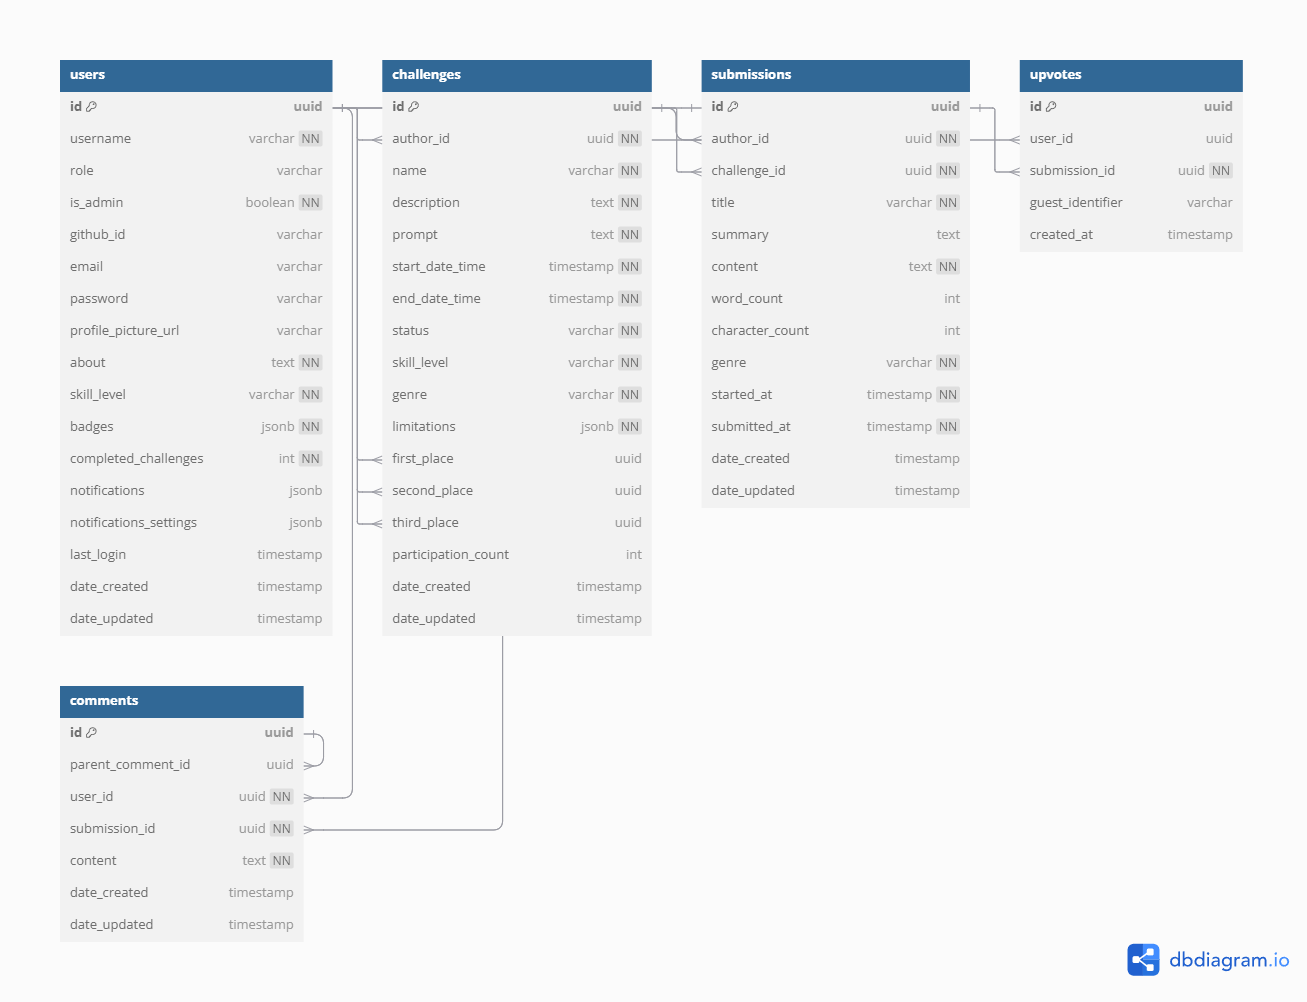 users
id uuid
username varchar NN
role varchar
is_admin boolean NN
github_id varchar
email varchar
password varchar
profile_picture_url varchar
about text NN
skill_level varchar NN
badges jsonb NN
completed_challenges int NN
notifications jsonb
notifications_settings jsonb
last_login timestamp
date_created timestamp
date_updated timestamp
challenges
id uuid
author_id uuid NN
name varchar NN
description text NN
prompt text NN
start_date_time timestamp NN
end_date_time timestamp NN
status varchar NN
skill_level varchar NN
genre varchar NN
limitations jsonb NN
first_place uuid
second_place uuid
third_place uuid
participation_count int
date_created timestamp
date_updated timestamp
submissions
id uuid
author_id uuid NN
challenge_id uuid NN
title varchar NN
summary text
content text NN
word_count int
character_count int
genre varchar NN
started_at timestamp NN
submitted_at timestamp NN
date_created timestamp
date_updated timestamp
upvotes
id uuid
user_id uuid
submission_id uuid NN
guest_identifier varchar
created_at timestamp
comments
id uuid
parent_comment_id uuid
user_id uuid NN
submission_id uuid NN
content text NN
date_created timestamp
date_updated timestamp
dbdiagram.io